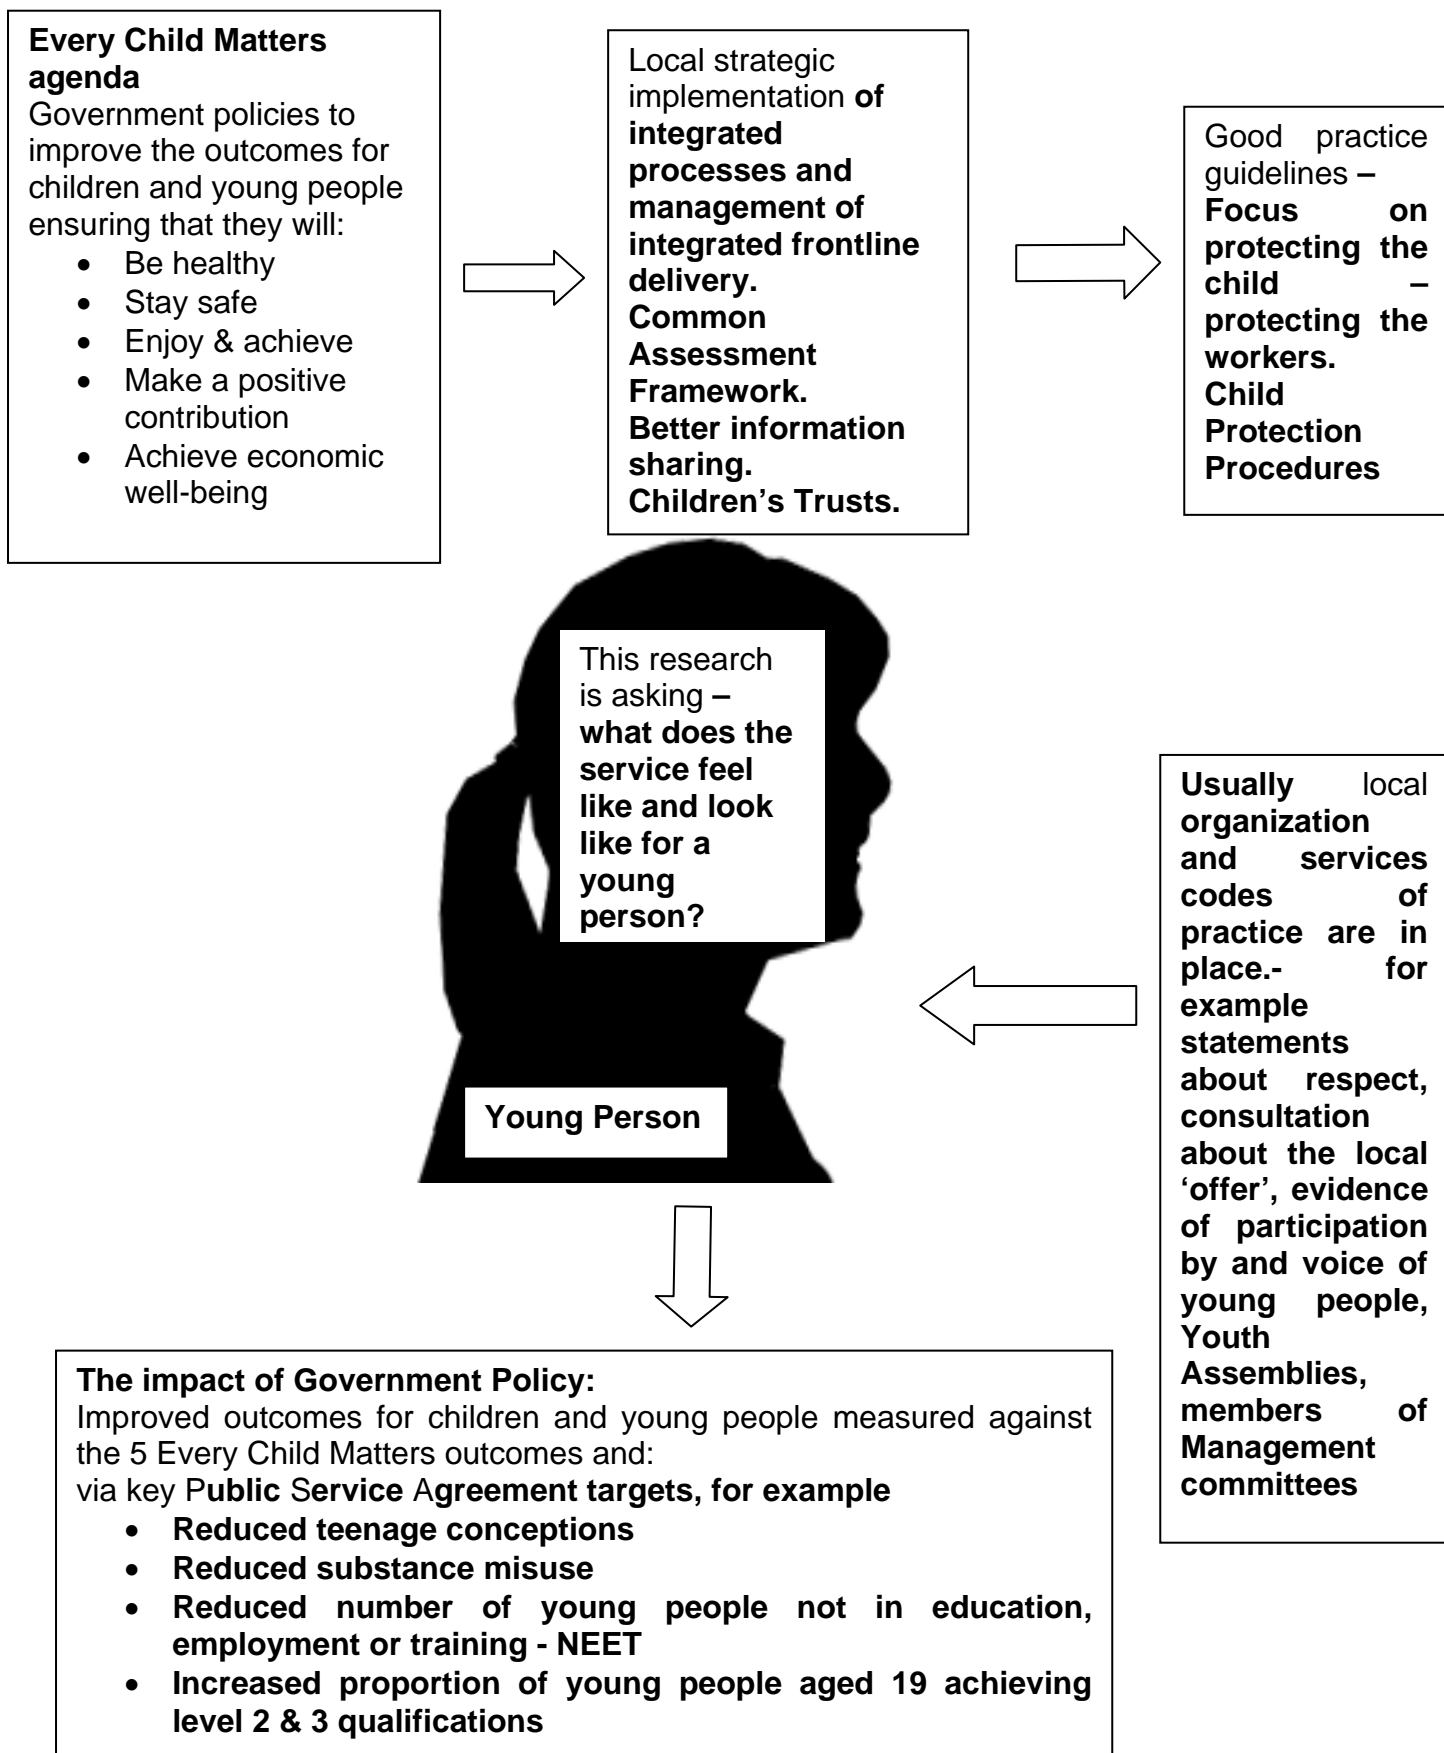 Every Child Matters
agenda
Government policies to
improve the outcomes for
children and young people
ensuring that they will:
• Be healthy
• Stay safe
• Enjoy & achieve
• Make a positive
contribution
• Achieve economic
well-being
Local strategic
implementation of
integrated
processes and
management of
integrated frontline
delivery.
Common
Assessment
Framework.
Better information
sharing.
Children’s Trusts.
Good practice
guidelines –
Focus on
protecting the
child –
protecting the
workers.
Child
Protection
Procedures
This research
is asking –
what does the
service feel
like and look
like for a
young
person?
Young Person
Usually local
organization
and services
codes of
practice are in
place.- for
example
statements
about respect,
consultation
about the local
‘offer’, evidence
of participation
by and voice of
young people,
Youth
Assemblies,
members of
Management
committees
The impact of Government Policy:
Improved outcomes for children and young people measured against
the 5 Every Child Matters outcomes and:
via key Public Service Agreement targets, for example
• Reduced teenage conceptions
• Reduced substance misuse
• Reduced number of young people not in education,
employment or training - NEET
• Increased proportion of young people aged 19 achieving
level 2 & 3 qualifications